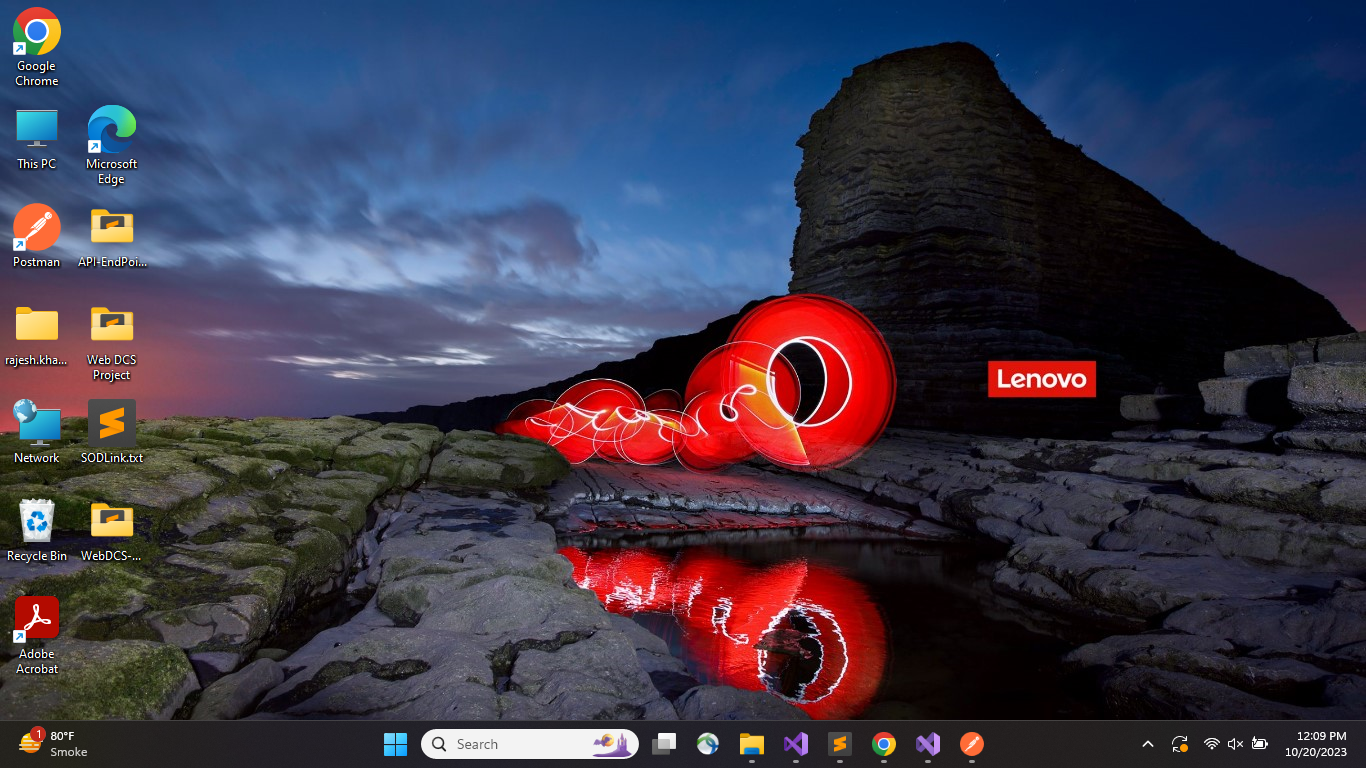 Google
Chrome
This PC
Microsoft
Edge
Postman
API-EndPoi...
rajesh.kha...
Web DCS
Project
Network
SODLink.txt
Recycle Bin
WebDCS-...
Adobe
Acrobat
Lenovo
1
80°F
Smoke
Search
12:09 PM
10/20/2023